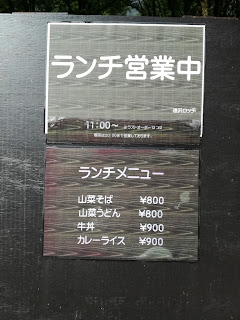 ランチ営業中
11:00～
ランチメニュー
山菜そば ¥800
山菜うどん ¥800
牛丼 ¥900
カレーライス ¥900